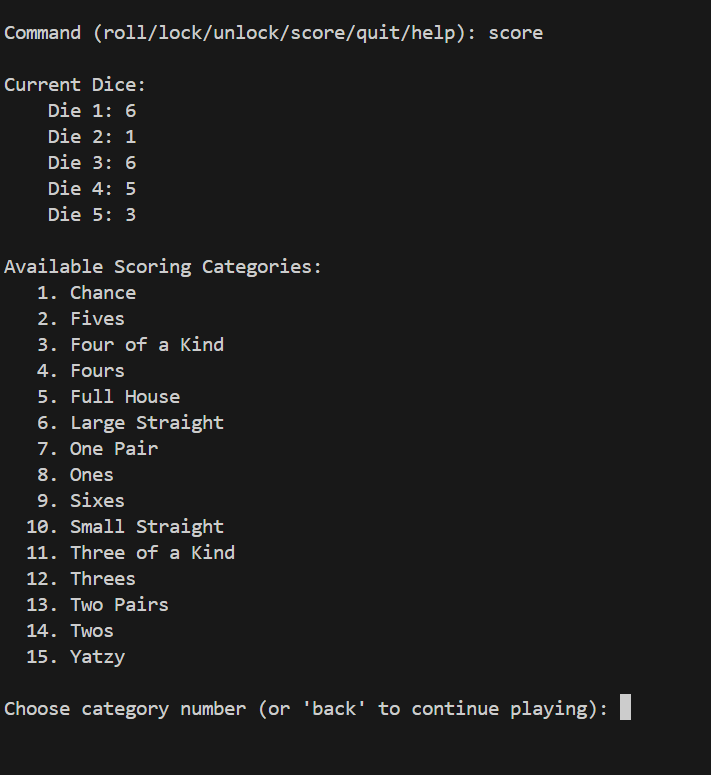 Command (roll/lock/unlock/score/quit/help): score
Current Dice:
Die 1: 6
Die 2: 1
Die 3: 6
Die 4: 5
Die 5: 3
Available Scoring Categories:
1. Chance
2. Fives
3. Four of a Kind
4. Fours
5. Full House
6. Large Straight
7. One Pair
8. Ones
9. Sixes
10. Small Straight
11. Three of a Kind
12. Threes
13. Two Pairs
14. Twos
15. Yatzy
Choose category number (or 'back' to continue playing):